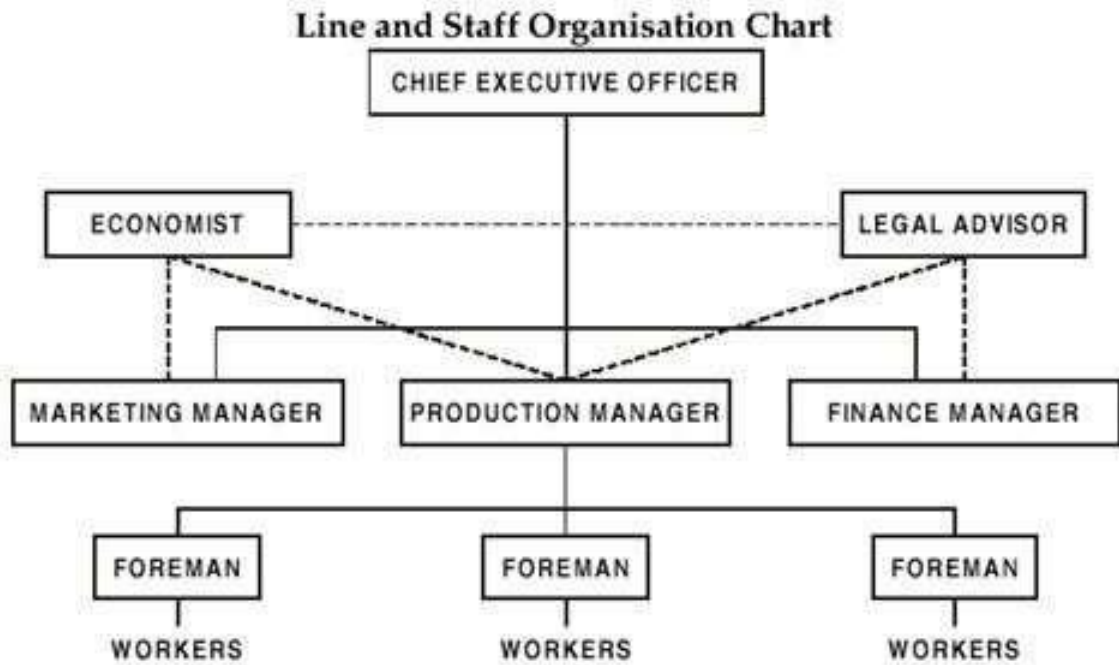 Line and Staff Organisation Chart
CHIEF EXECUTIVE OFFICER
ECONOMIST
LEGAL ADVISOR
MARKETING MANAGER
PRODUCTION MANAGER
FINANCE MANAGER
FOREMAN
FOREMAN
FOREMAN
WORKERS
WORKERS
WORKERS